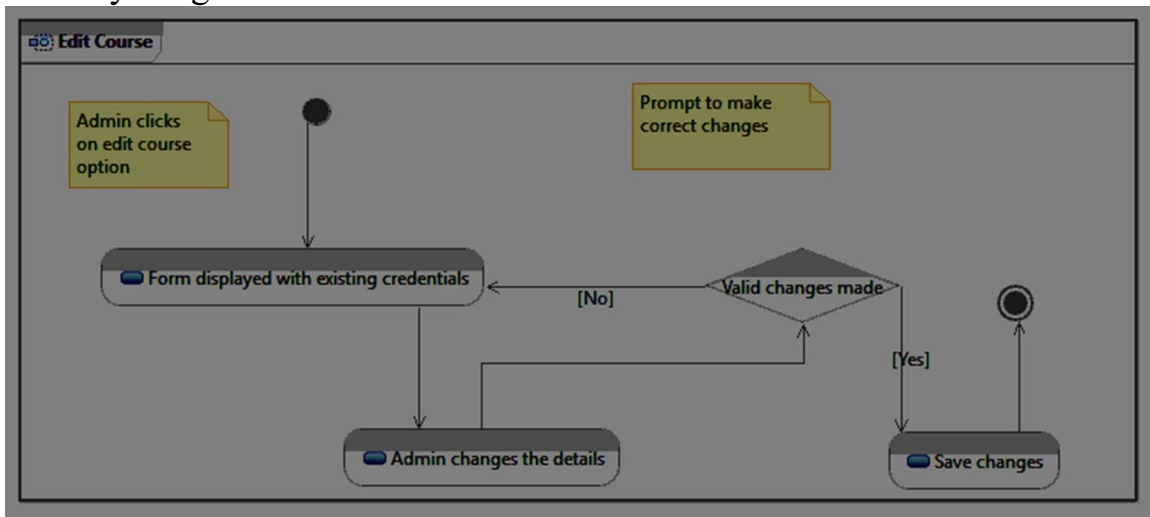 Edit Course
Admin clicks
on edit course
option
Prompt to make
correct changes
Form displayed with existing credentials
Valid changes made
[No]
[Yes]
Admin changes the details
Save changes